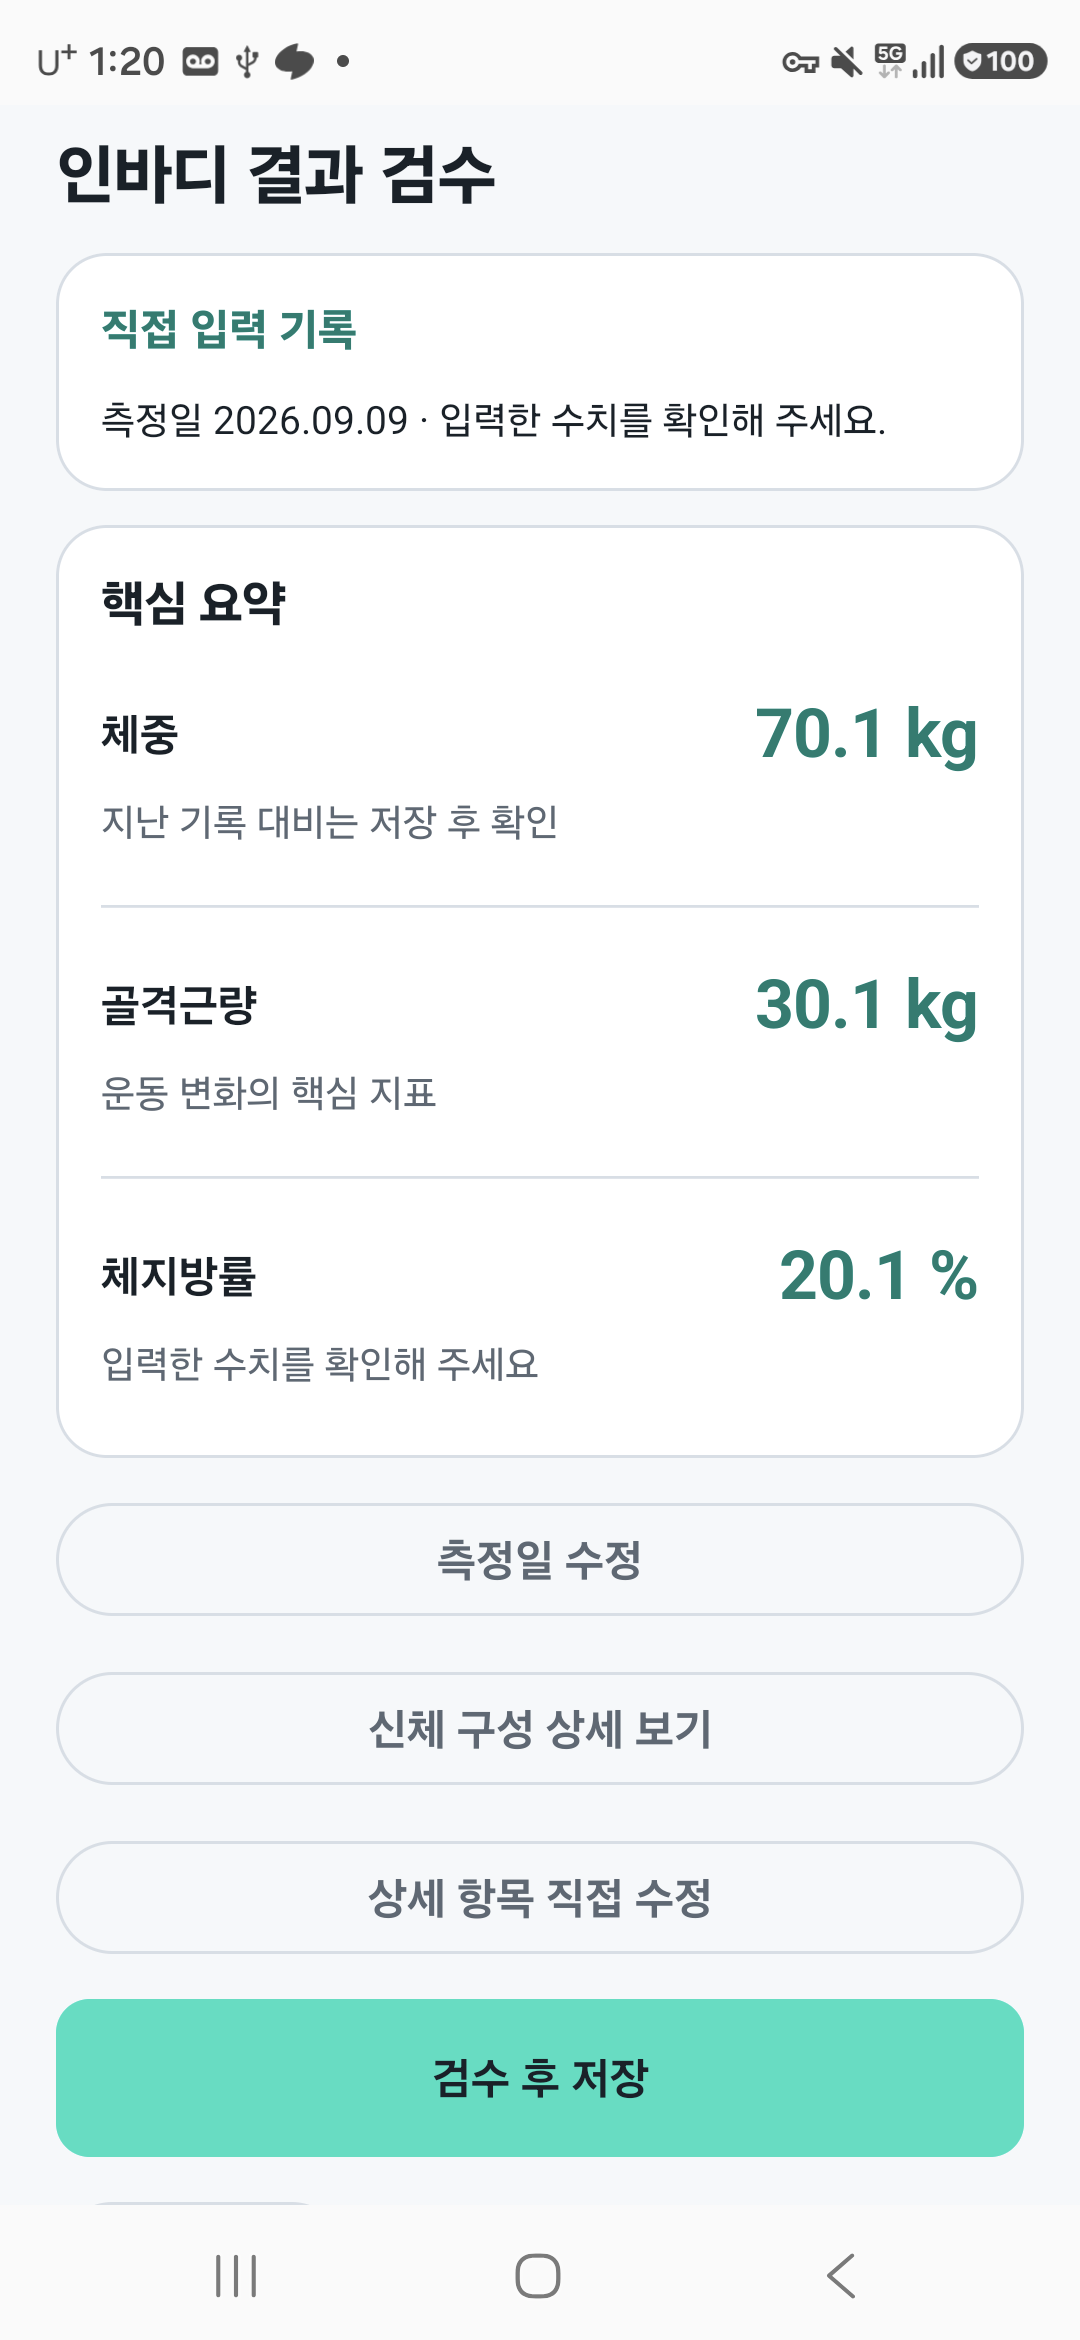 U+ 1:20 5G 100
인바디 결과 검수
직접 입력 기록
측정일 2026.09.09 · 입력한 수치를 확인해 주세요.
핵심 요약
체중 70.1 kg
지난 기록 대비는 저장 후 확인
골격근량 30.1 kg
운동 변화의 핵심 지표
체지방률 20.1 %
입력한 수치를 확인해 주세요
측정일 수정
신체 구성 상세 보기
상세 항목 직접 수정
검수 후 저장